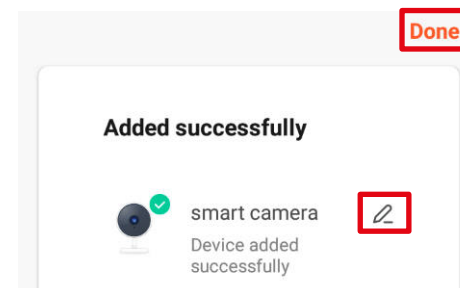 Done
Added successfully
smart camera
Device added
successfully